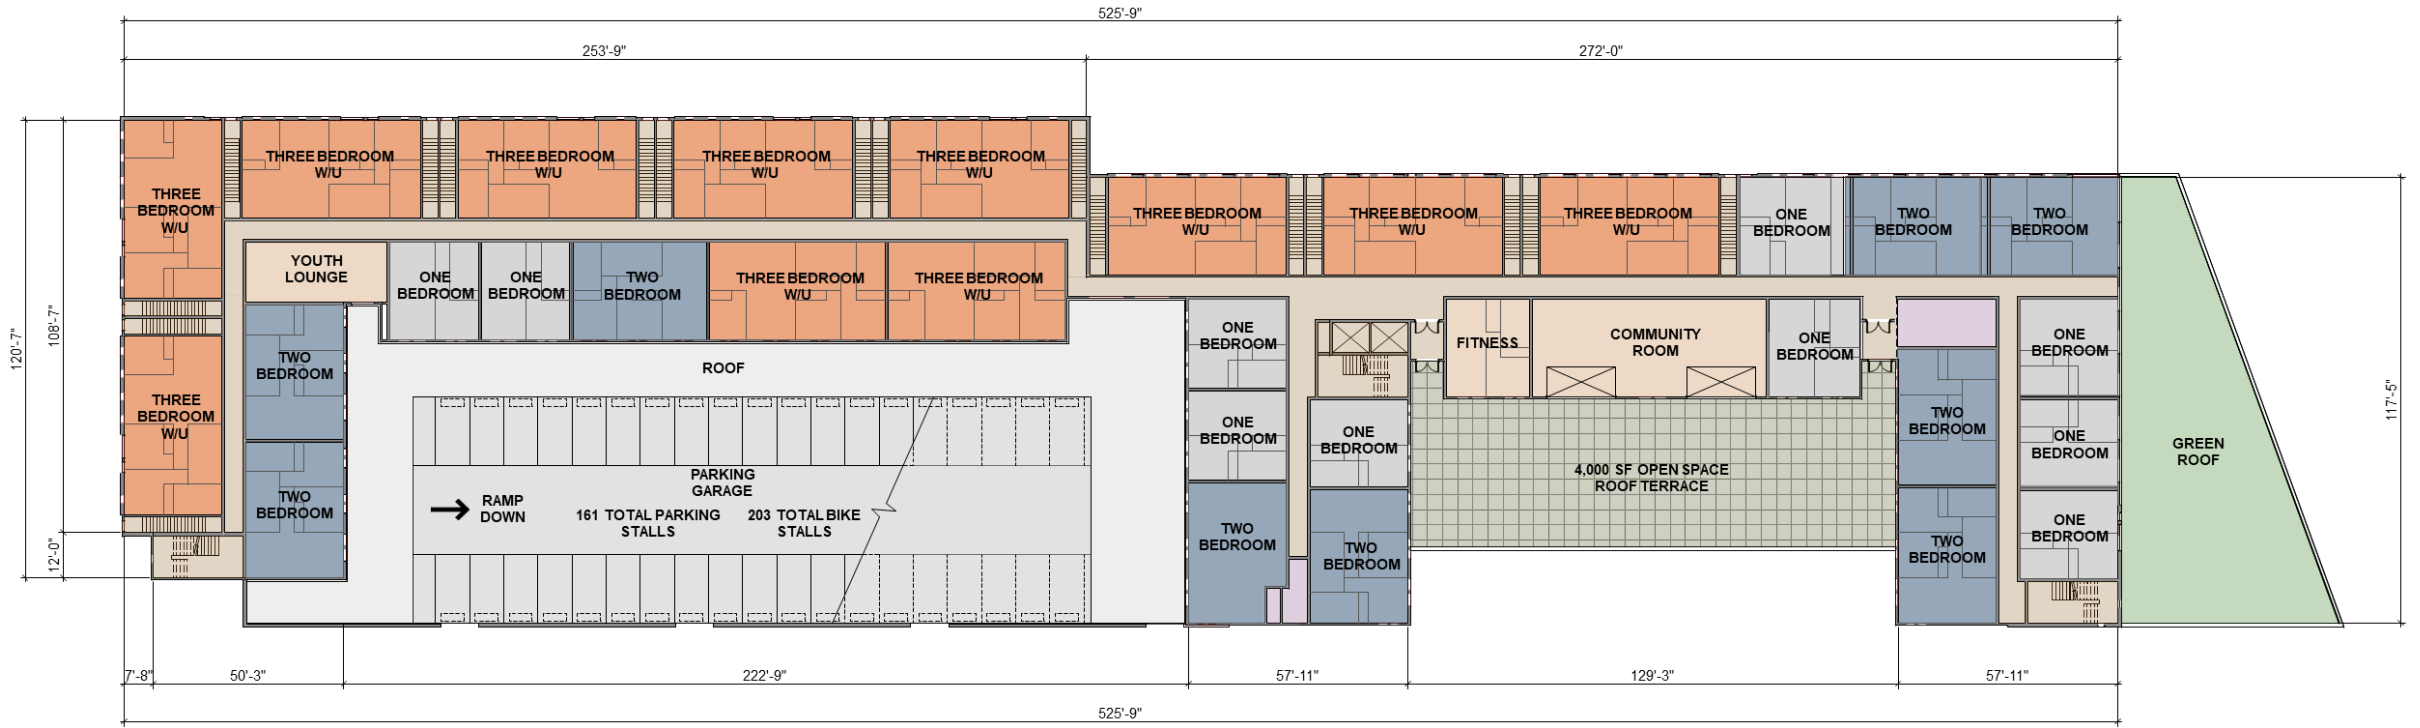 525'-9"
253'-9"
272'-0"
THREE BEDROOM
W/U
THREE BEDROOM
W/U
THREE BEDROOM
W/U
THREE BEDROOM
W/U
THREE
BEDROOM
W/U
THREE BEDROOM
W/U
THREE BEDROOM
W/U
THREE BEDROOM
W/U
ONE
BEDROOM
TWO
BEDROOM
TWO
BEDROOM
YOUTH
LOUNGE
ONE
BEDROOM
ONE
BEDROOM
TWO
BEDROOM
THREE BEDROOM
W/U
THREE BEDROOM
W/U
120'-7"
108'-7"
12'-0"
117'-5"
TWO
BEDROOM
ROOF
ONE
BEDROOM
FITNESS
COMMUNITY
ROOM
ONE
BEDROOM
ONE
BEDROOM
THREE
BEDROOM
W/U
TWO
BEDROOM
PARKING
GARAGE
RAMP
DOWN
161 TOTAL PARKING
STALLS
203 TOTAL BIKE
STALLS
ONE
BEDROOM
ONE
BEDROOM
4,000 SF OPEN SPACE
ROOF TERRACE
TWO
BEDROOM
ONE
BEDROOM
GREEN
ROOF
TWO
BEDROOM
TWO
BEDROOM
TWO
BEDROOM
ONE
BEDROOM
7'-8"
50'-3"
222'-9"
57'-11"
129'-3"
57'-11"
525'-9"